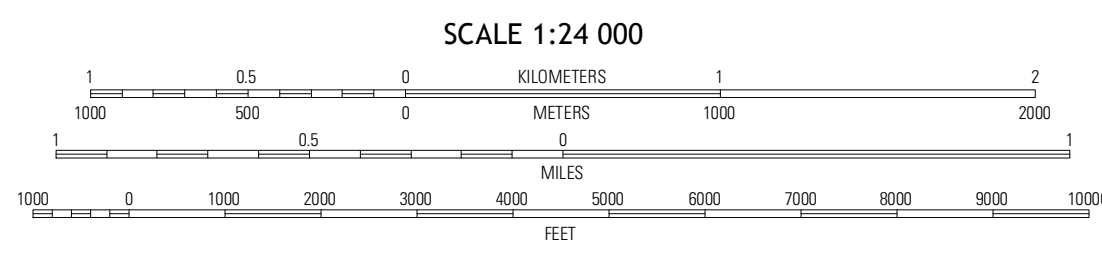 SCALE 1:24 000
1 0.5 0 KILOMETERS 1 2
1000 500 0 METERS 1000 2000
1 0.5 0 1
MILES
1000 0 1000 2000 3000 4000 5000 6000 7000 8000 9000 10000
FEET